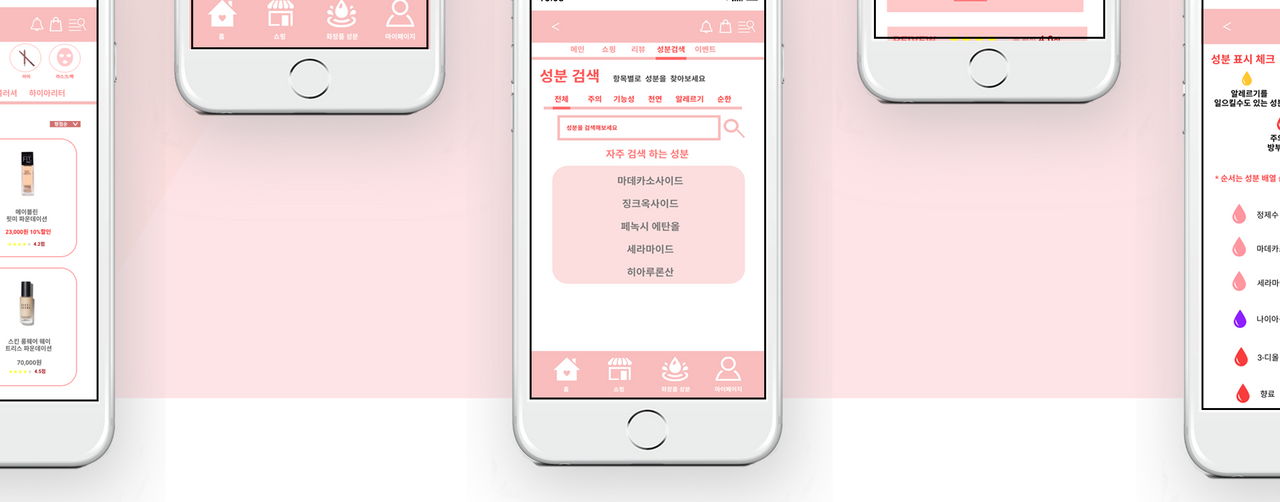 아이
마스크/팩
하이라이터
평점순
메이블린
핏미 파운데이션
23,000원 10%할인
4.2점
스킨 롱웨어 웨이
트리스 파운데이션
70,000원
4.5점
홈
쇼핑
화장품 성분
마이페이지
<
메인
쇼핑
리뷰
성분검색
이벤트
성분 검색
항목별로 성분을 찾아보세요
전체
주의
기능성
천연
알레르기
순한
성분을 검색해보세요
자주 검색 하는 성분
마데카소사이드
징크옥사이드
페녹시 에탄올
세라마이드
히아루론산
홈
쇼핑
화장품 성분
마이페이지
<
성분 표시 체크
알레르기를
일으킬수도 있는 성분
* 순서는 성분 배열
정제수
마데카
세라마
나이아
3-디올
향료